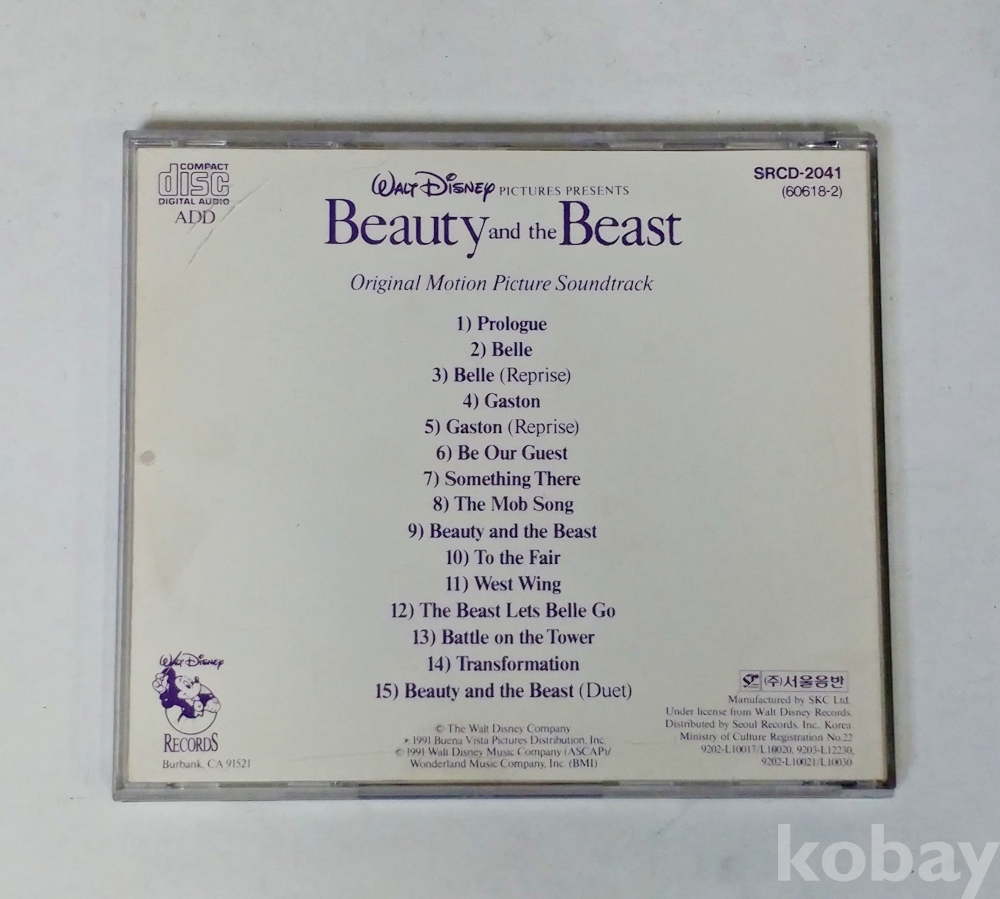 COMPACT
disc
DIGITAL AUDIO
ADD
WALT DISNEY PICTURES PRESENTS
Beauty and the Beast
Original Motion Picture Soundtrack
SRCD-2041
(60618-2)
1) Prologue
2) Belle
3) Belle (Reprise)
4) Gaston
5) Gaston (Reprise)
6) Be Our Guest
7) Something There
8) The Mob Song
9) Beauty and the Beast
10) To the Fair
11) West Wing
12) The Beast Lets Belle Go
13) Battle on the Tower
14) Transformation
15) Beauty and the Beast (Duet)
WALT DISNEY
RECORDS
Burbank, CA 91521
© The Walt Disney Company
1991 Buena Vista Pictures Distribution, Inc.
© 1991 Walt Disney Music Company (ASCAP)/
Wonderland Music Company, Inc. (BMI)
(주)서울음반
Manufactured by SKC Ltd.
Under license from Walt Disney Records.
Distributed by Seoul Records, Inc., Korea
Ministry of Culture Registration No.22
9202-L10017/L10020, 9203-L12230,
9202-L10021/L10030
kobay